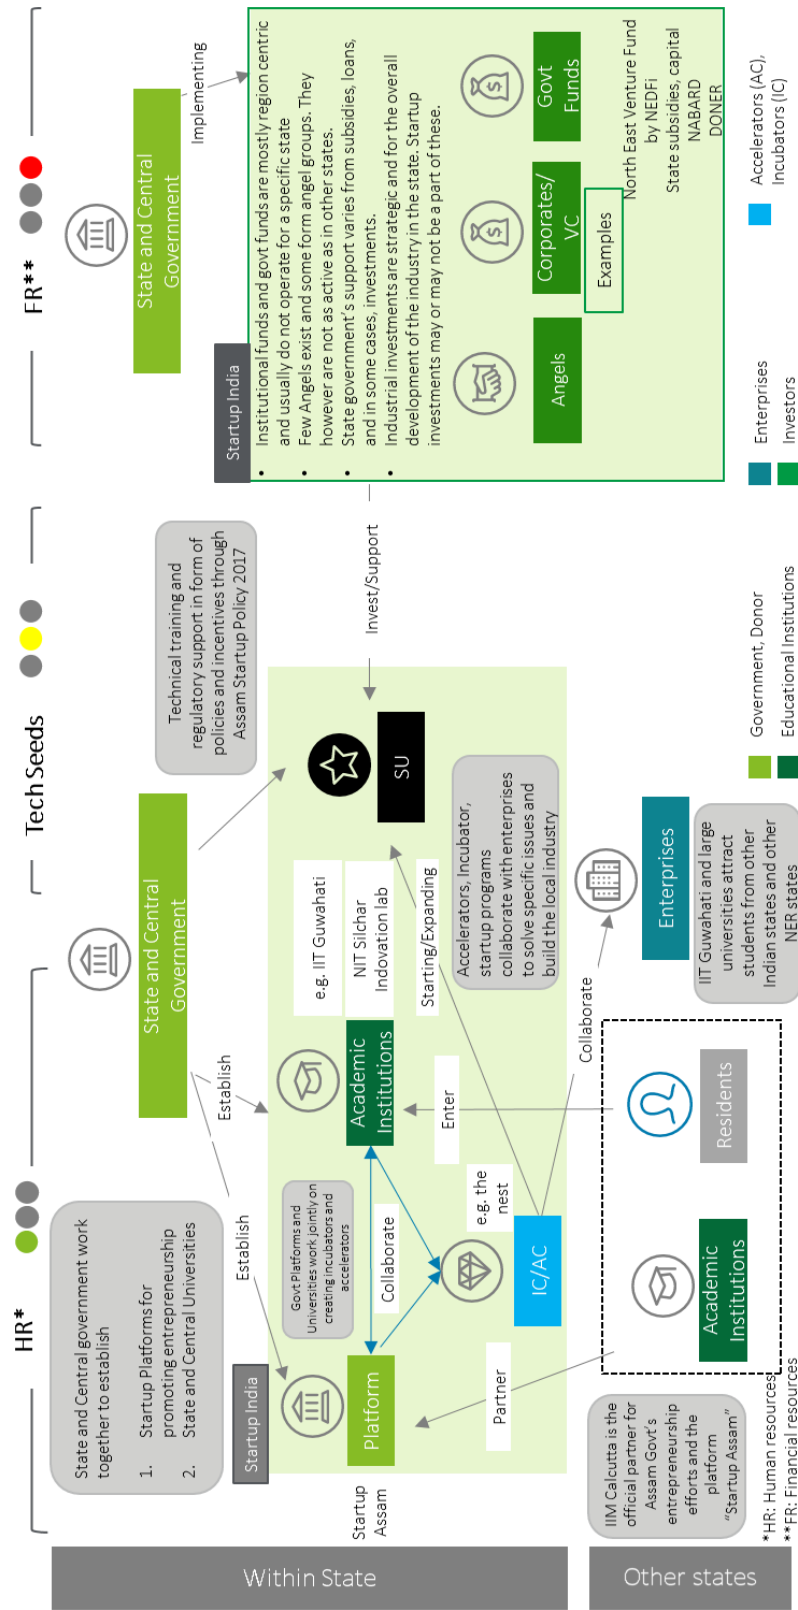 HR*
Tech Seeds
FR**
State and Central government work
together to establish
1. Startup Platforms for
promoting entrepreneurship
2. State and Central Universities
State and Central
Government
Technical training and
regulatory support in form of
policies and incentives through
Assam Startup Policy 2017
State and Central
Government
Implementing
Establish
Establish
Startup India
Startup
Assam
Platform
Govt Platforms and
Universities work jointly on
creating incubators and
accelerators
Collaborate
Academic
Institutions
e.g. IIT Guwahati
NIT Silchar
Indovation lab
SU
Invest/Support
Partner
IC/AC
e.g. the
nest
Enter
Starting/Expanding
Accelerators, Incubator,
startup programs
collaborate with enterprises
to solve specific issues and
build the local industry
Collaborate
Startup India
• Institutional funds and govt funds are mostly region centric
and usually do not operate for a specific state
• Few Angels exist and some form angel groups. They
however are not as active as in other states.
• State government's support varies from subsidies, loans,
and in some cases, investments.
• Industrial investments are strategic and for the overall
development of the industry in the state. Startup
investments may or may not be a part of these.
Angels
Corporates/
VC
Govt
Funds
Examples
North East Venture Fund
by NEDFi
State subsidies, capital
NABARD
DONER
Within State
Other states
IIM Calcutta is the
official partner for
Assam Govt's
entrepreneurship
efforts and the
platform
"Startup Assam"
Academic
Institutions
Residents
Enterprises
IIT Guwahati and large
universities attract
students from other
Indian states and other
NER states
*HR: Human resources
**FR: Financial resources
Government, Donor
Educational Institutions
Enterprises
Investors
Accelerators (AC),
Incubators (IC)